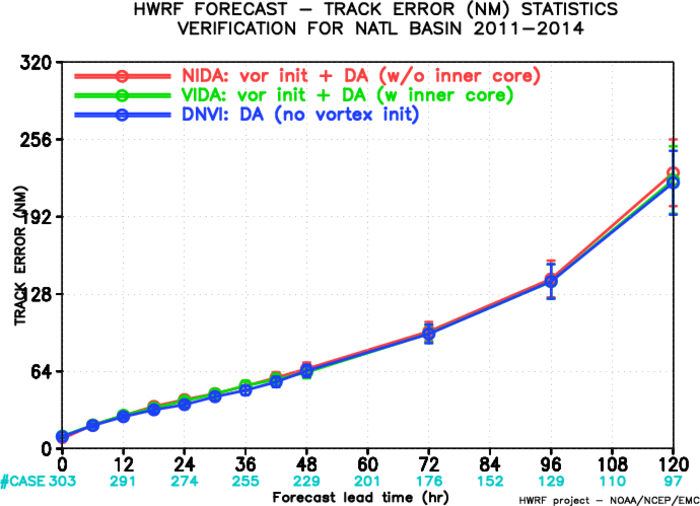 HWRF FORECAST – TRACK ERROR (NM) STATISTICS
VERIFICATION FOR NATL BASIN 2011–2014
320
256
192
128
64
0
TRACK ERROR (NM)
NIDA: vor init + DA (w/o inner core)
VIDA: vor init + DA (w inner core)
DNVI: DA (no vortex init)
0 12 24 36 48 60 72 84 96 108 120
#CASE 303 291 274 255 229 201 176 152 129 110 97
Forecast lead time (hr)
HWRF project – NOAA/NCEP/EMC